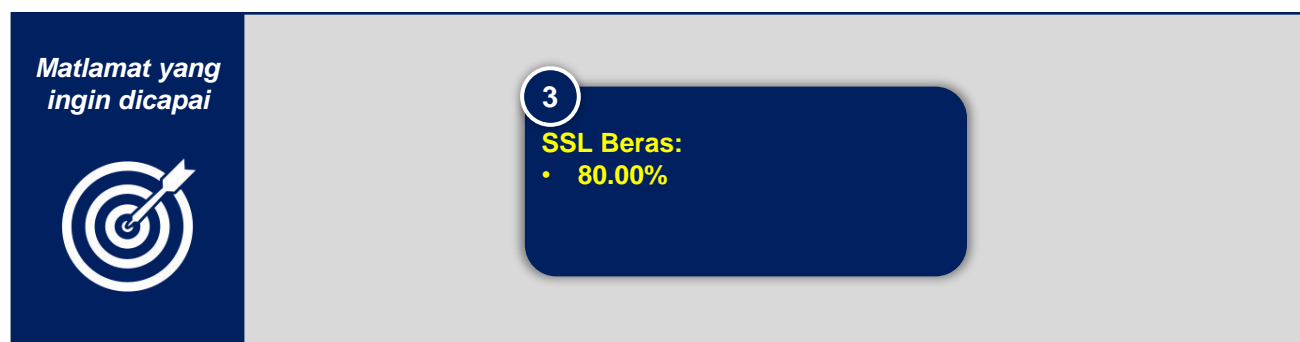 Matlamat yang
ingin dicapai
3
SSL Beras:
• 80.00%